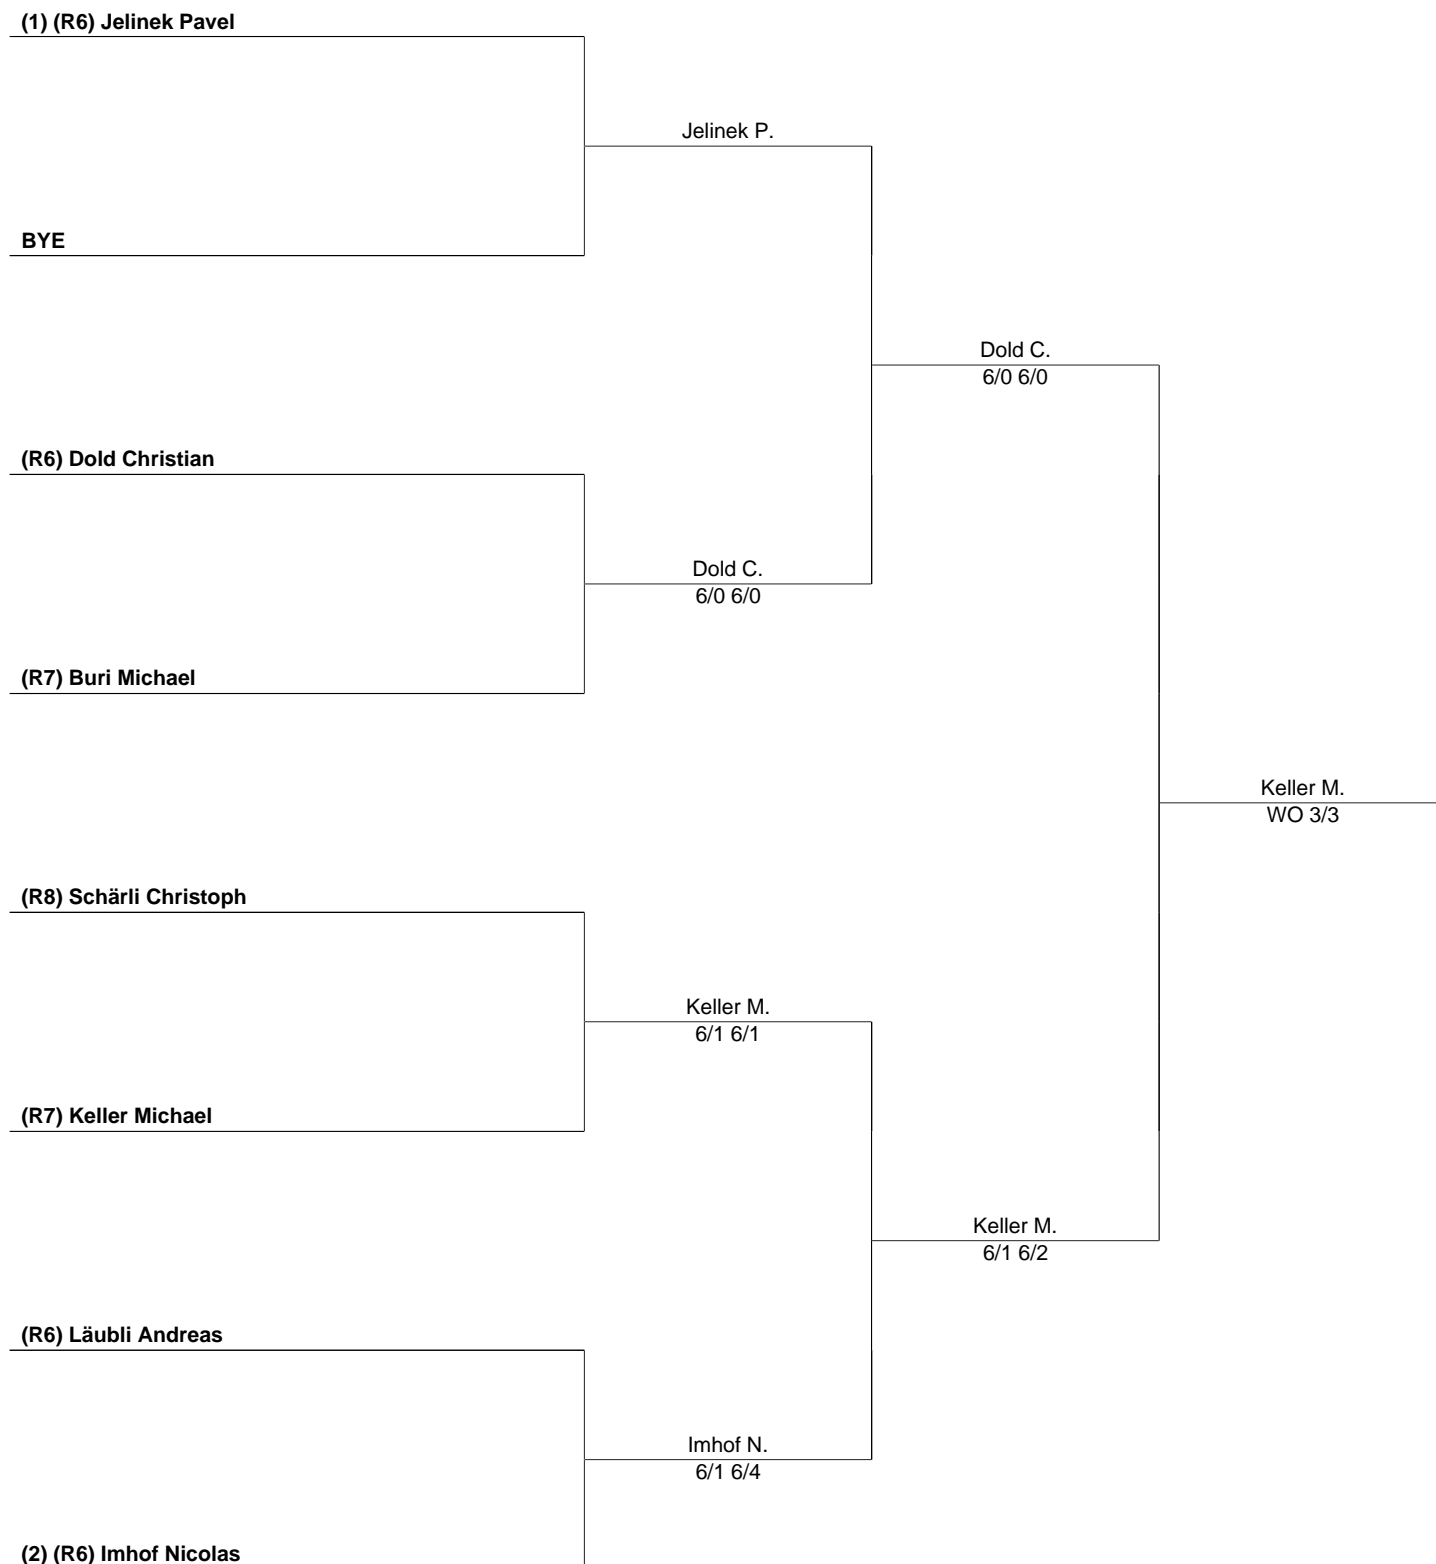 (1) (R6) Jelinek Pavel
Jelinek P.
BYE
Dold C.
6/0 6/0
(R6) Dold Christian
Dold C.
6/0 6/0
(R7) Buri Michael
Keller M.
WO 3/3
(R8) Schärli Christoph
Keller M.
6/1 6/1
(R7) Keller Michael
Keller M.
6/1 6/2
(R6) Läubli Andreas
Imhof N.
6/1 6/4
(2) (R6) Imhof Nicolas